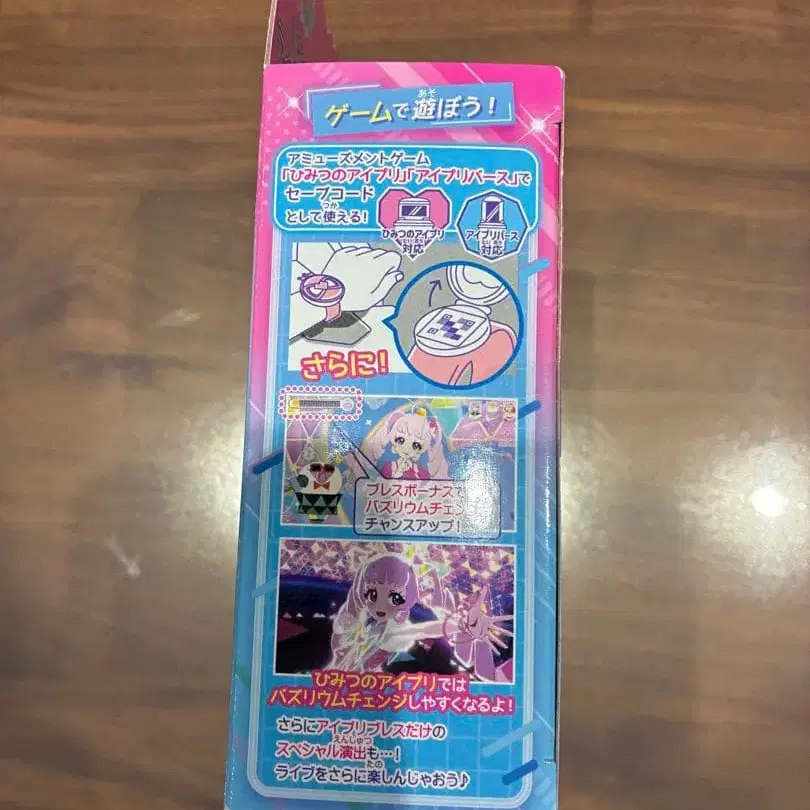 ゲームで遊ぼう!
アミューズメントゲーム
「ひみつのアイプリ」「アイプリバース」で
セーブコード
として使える!
ひみつのアイプリ
対応
アイプリバース
対応
さらに!
ブレスボーナスで
バズリウムチェン
チャンスアップ!
ひみつのアイプリでは
バズリウムチェンジしやすくなるよ!
さらにアイプリブレスだけの
スペシャル演出も…!
ライブをさらに楽しんじゃおう♪